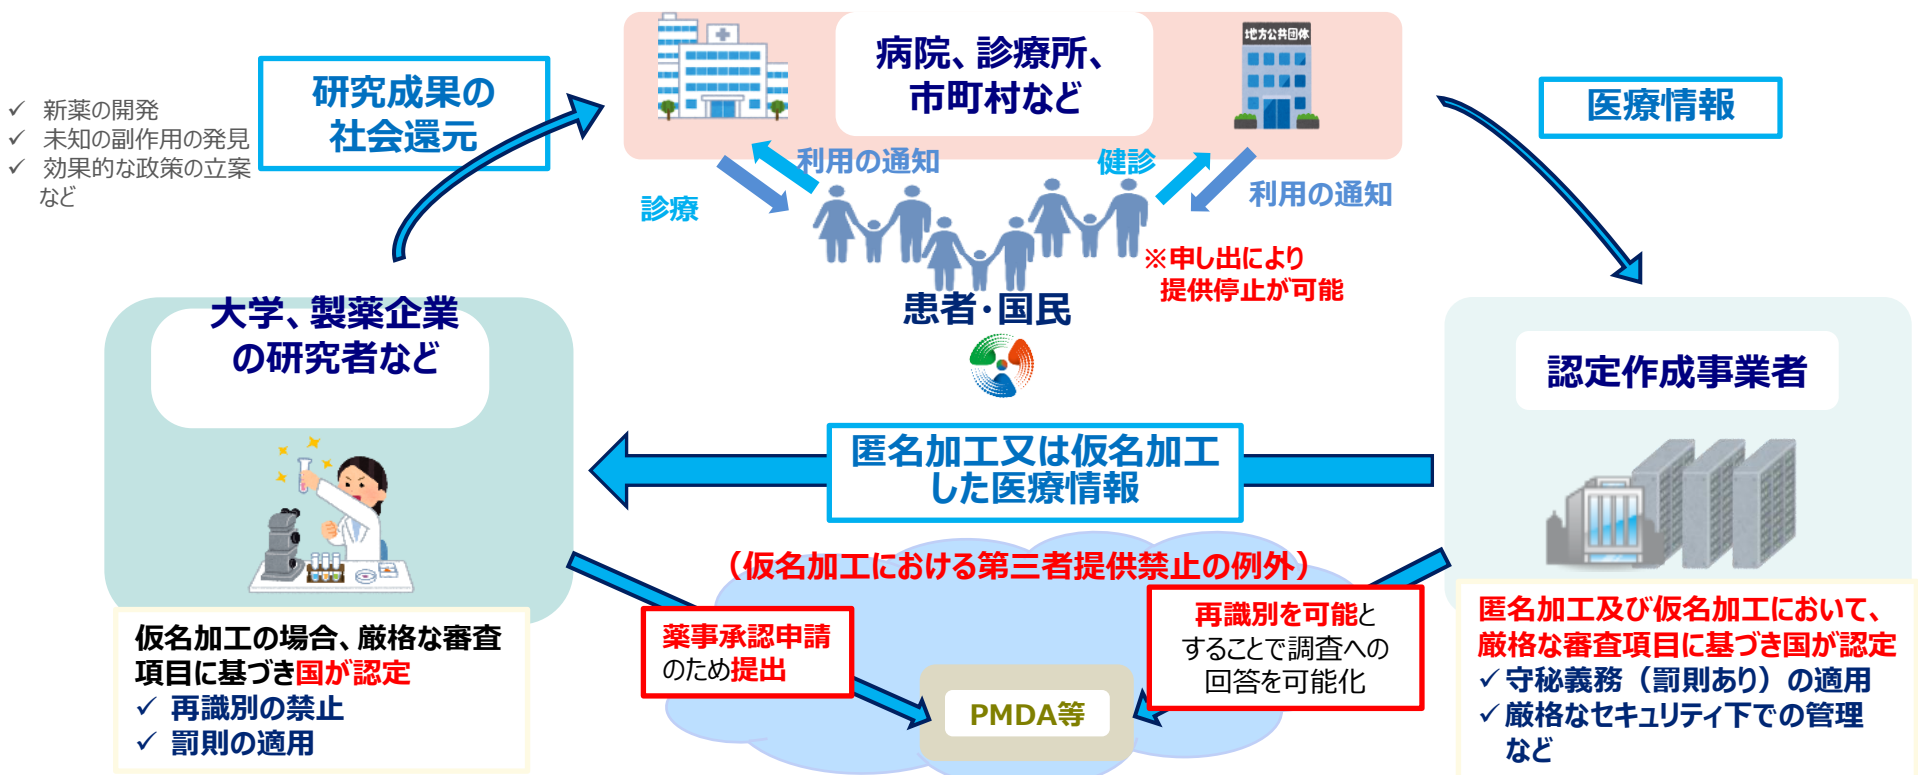 地方公共団体
病院、診療所、
市町村など
研究成果の
社会還元
✓ 新薬の開発
✓ 未知の副作用の発見
✓ 効果的な政策の立案
など
医療情報
利用の通知
健診
診療
利用の通知
※申し出により
提供停止が可能
患者・国民
大学、製薬企業
の研究者など
認定作成事業者
匿名加工又は仮名加工
した医療情報
（仮名加工における第三者提供禁止の例外）
仮名加工の場合、厳格な審査
項目に基づき国が認定
✓ 再識別の禁止
✓ 罰則の適用
薬事承認申請
のため提出
再識別を可能と
することで調査への
回答を可能化
PMDA等
匿名加工及び仮名加工において、
厳格な審査項目に基づき国が認定
✓守秘義務（罰則あり）の適用
✓厳格なセキュリティ下での管理
など